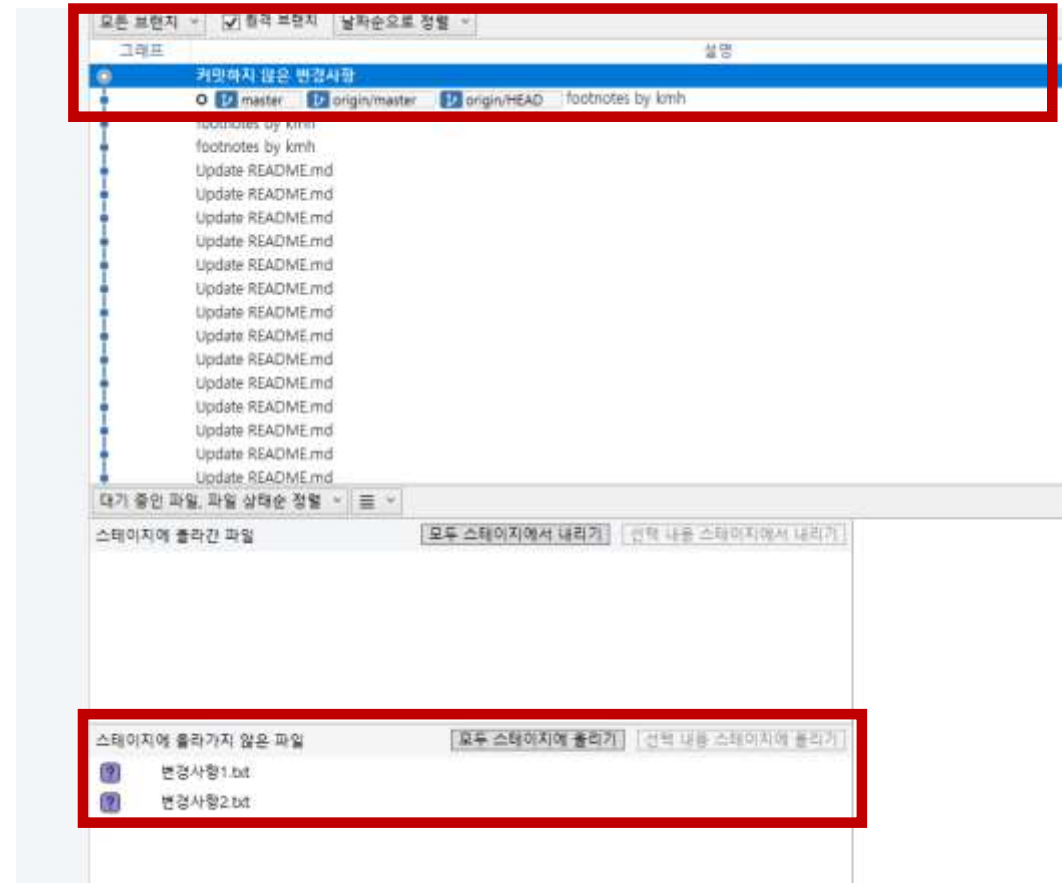 모든 브랜치 원격 브랜치 날짜순으로 정렬
그래프 설명
커밋하지 않은 변경사항
master origin/master origin/HEAD footnotes by kmh
footnotes by kmh
footnotes by kmh
Update README.md
Update README.md
Update README.md
Update README.md
Update README.md
Update README.md
Update README.md
Update README.md
Update README.md
Update README.md
Update README.md
Update README.md
Update README.md
Update README.md
대기 중인 파일, 파일 상태순 정렬
스테이지에 올라간 파일 모두 스테이지에서 내리기 선택 내용 스테이지에서 내리기
스테이지에 올라가지 않은 파일 모두 스테이지에 올리기 선택 내용 스테이지에 올리기
변경사항1.txt
변경사항2.txt